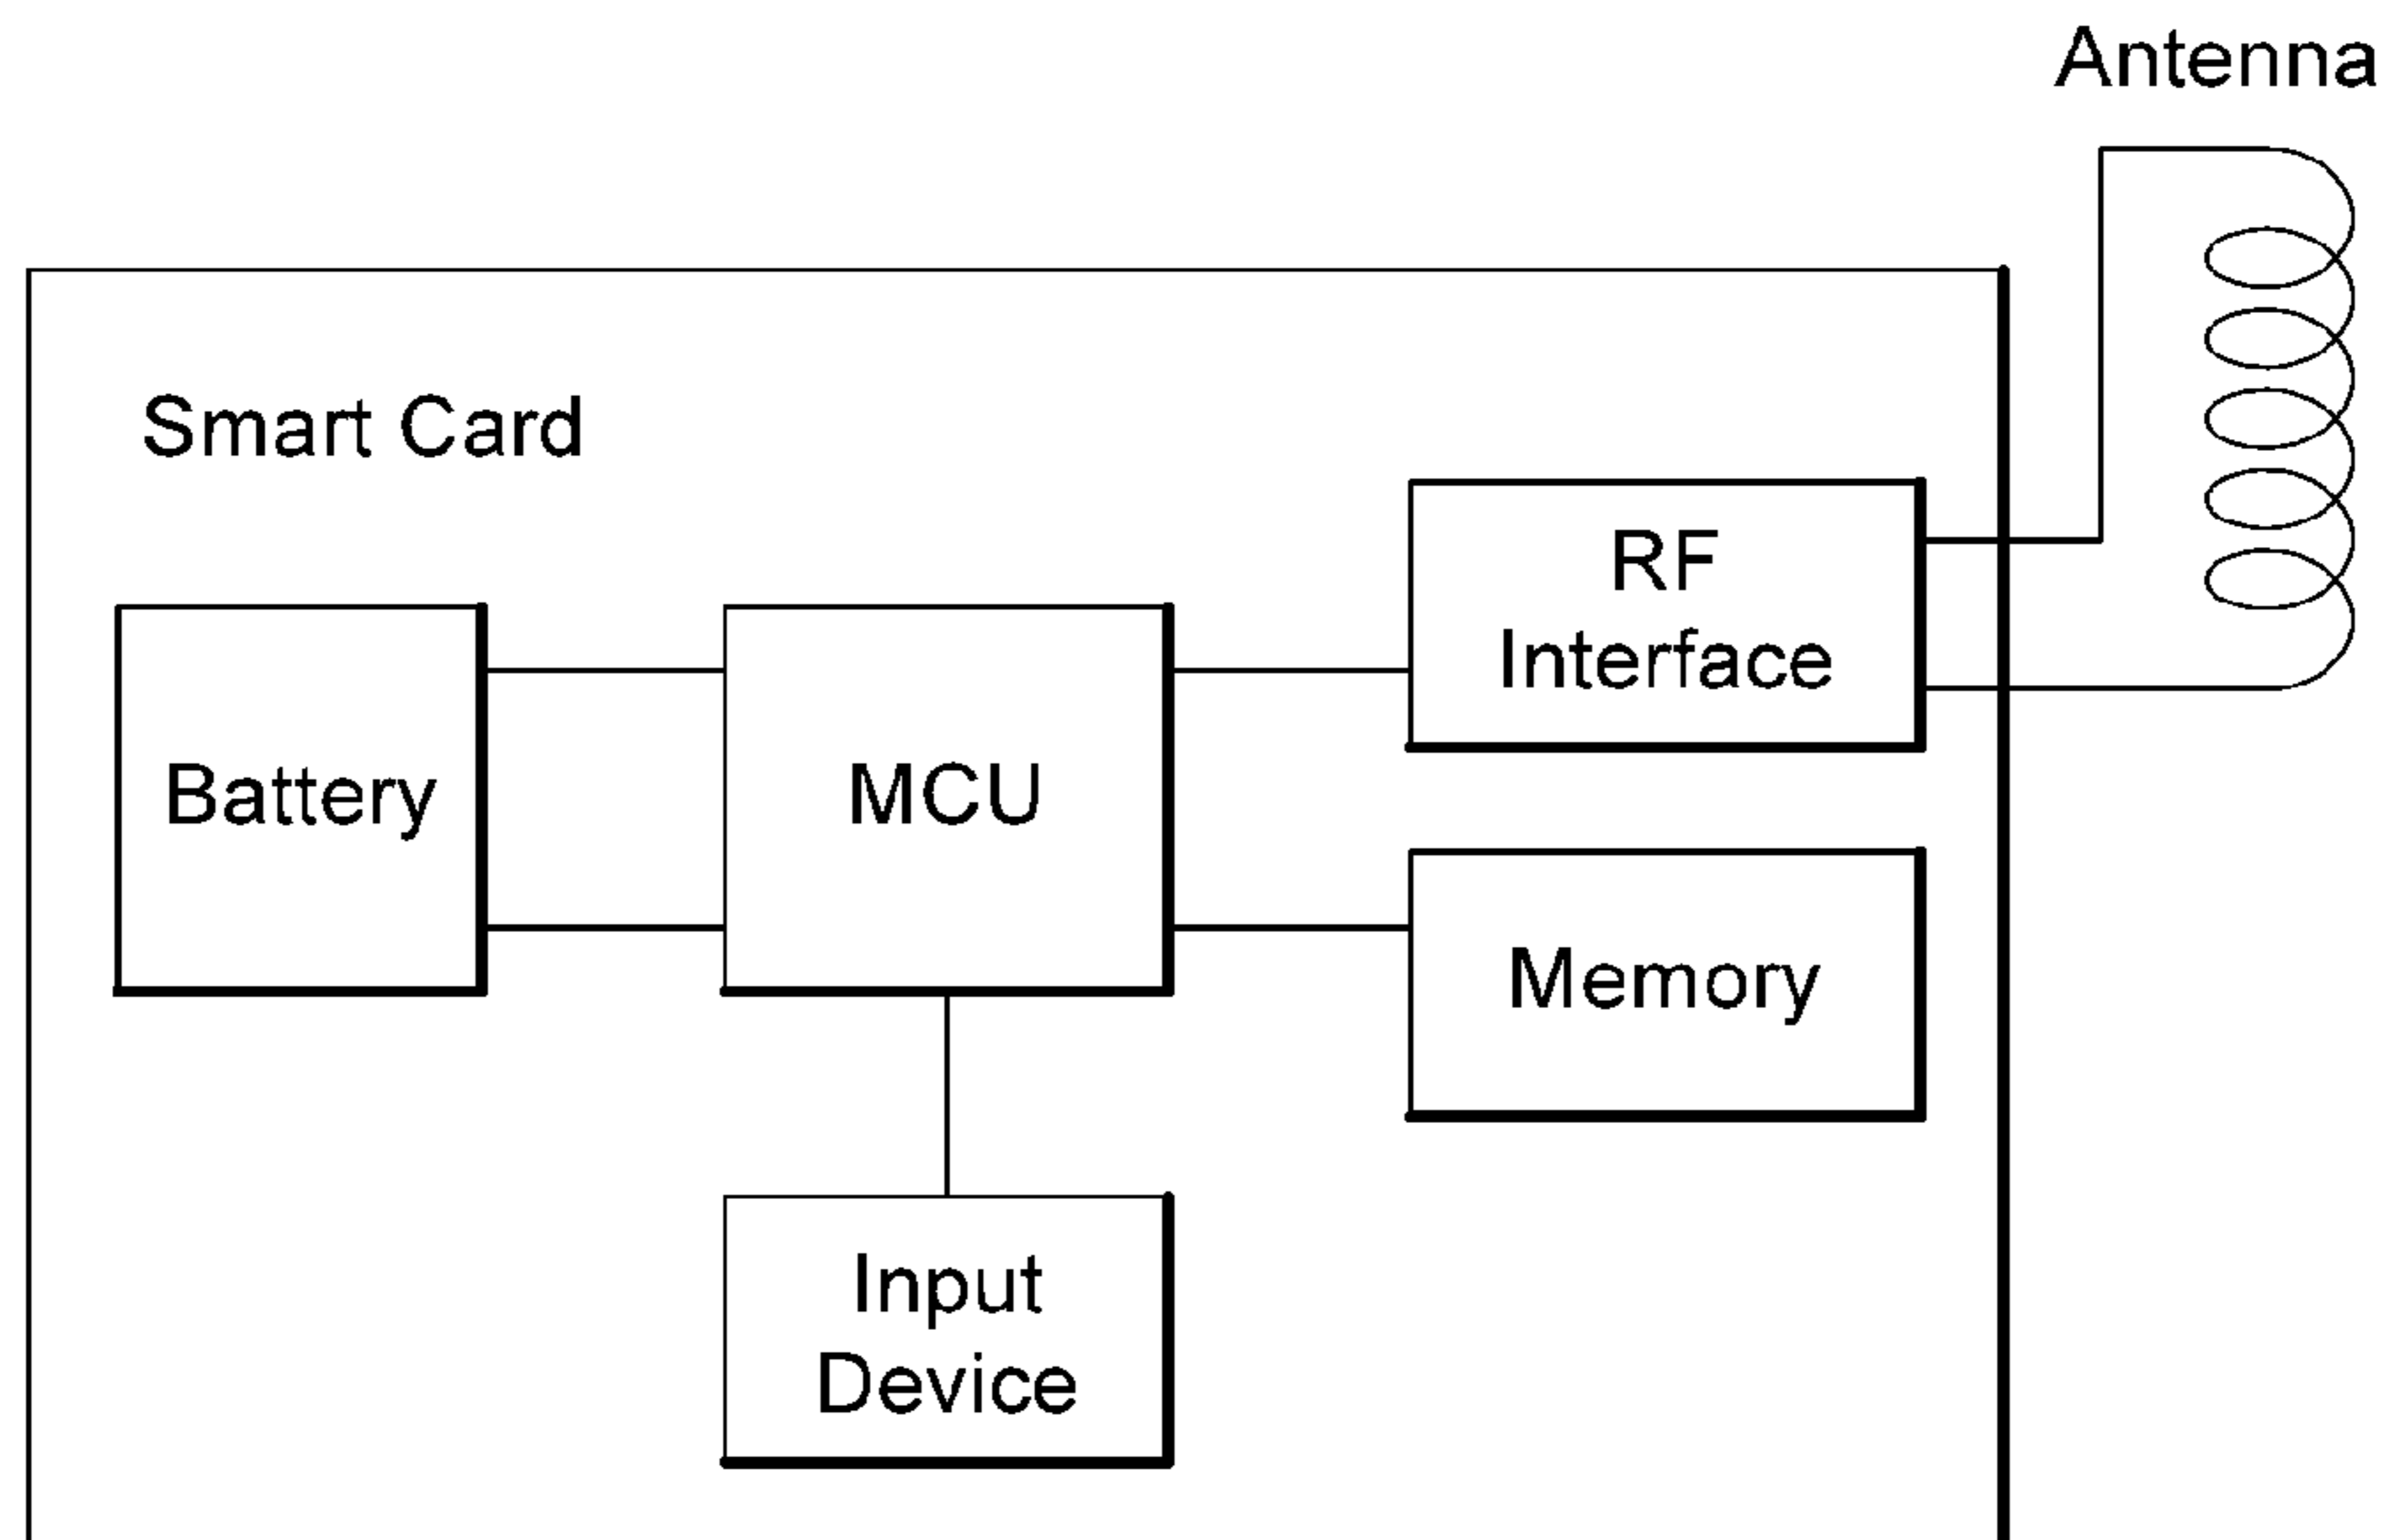 Antenna
Smart Card
RF
Interface
Battery
MCU
Memory
Input
Device